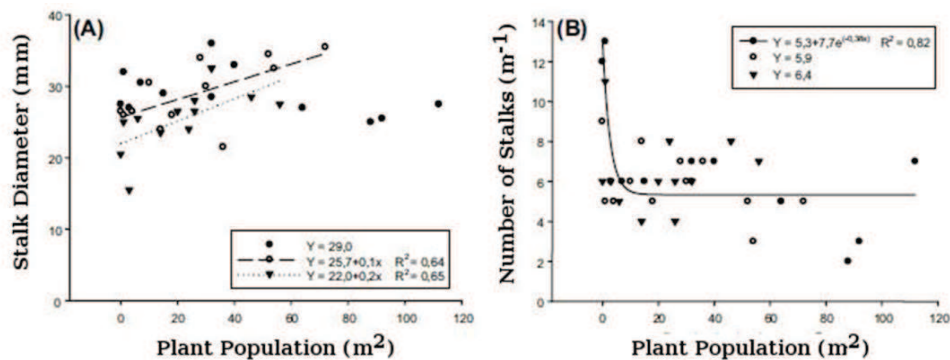 (A)
Stalk Diameter (mm)
40
30
20
10
0
Y = 29,0
Y = 25,7+0,1x R² = 0,64
Y = 22,0+0,2x R² = 0,65
0 20 40 60 80 100 120
Plant Population (m²)
(B)
Number of Stalks (m⁻¹)
14
12
10
8
6
4
2
0
Y = 5,3+7,7e^(-0,38x) R² = 0,82
Y = 5,9
Y = 6,4
0 20 40 60 80 100 120
Plant Population (m²)